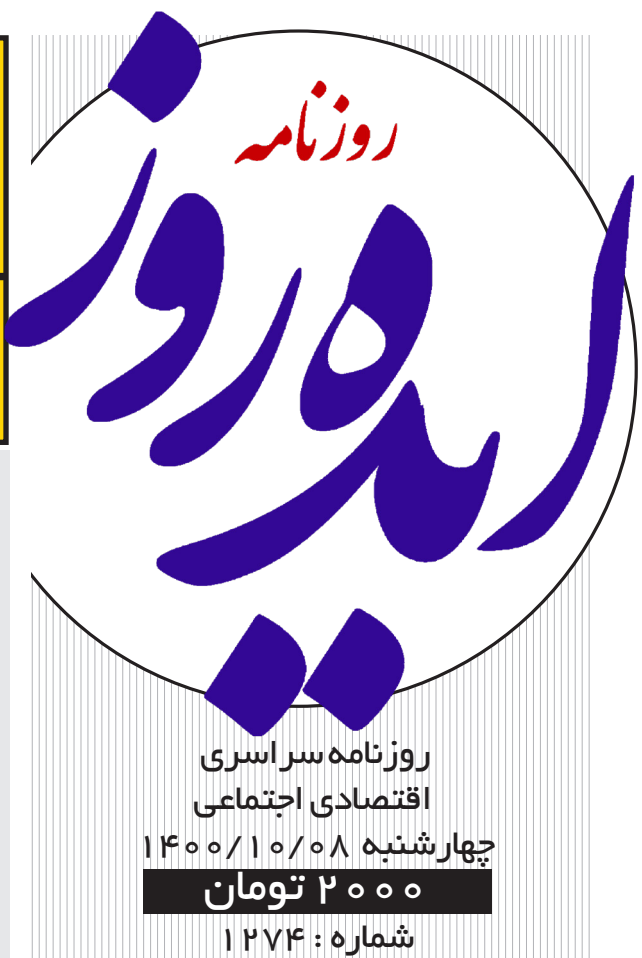 روزنامه
ایده روز
روزنامه سراسری
اقتصادی اجتماعی
چهارشنبه ۱۴۰۰/۱۰/۰۸
۲۰۰۰ تومان
شماره : ۱۲۷۴